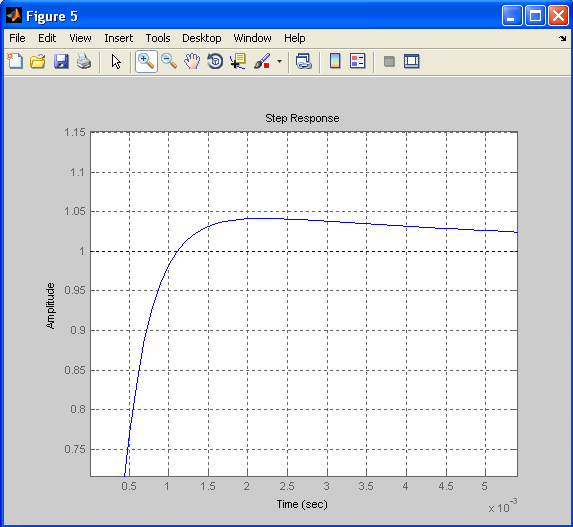 Figure 5
File Edit View Insert Tools Desktop Window Help
Step Response
1.15
1.1
1.05
1
0.95
0.9
0.85
0.8
0.75
Amplitude
0.5 1 1.5 2 2.5 3 3.5 4 4.5 5
x 10⁻³
Time (sec)